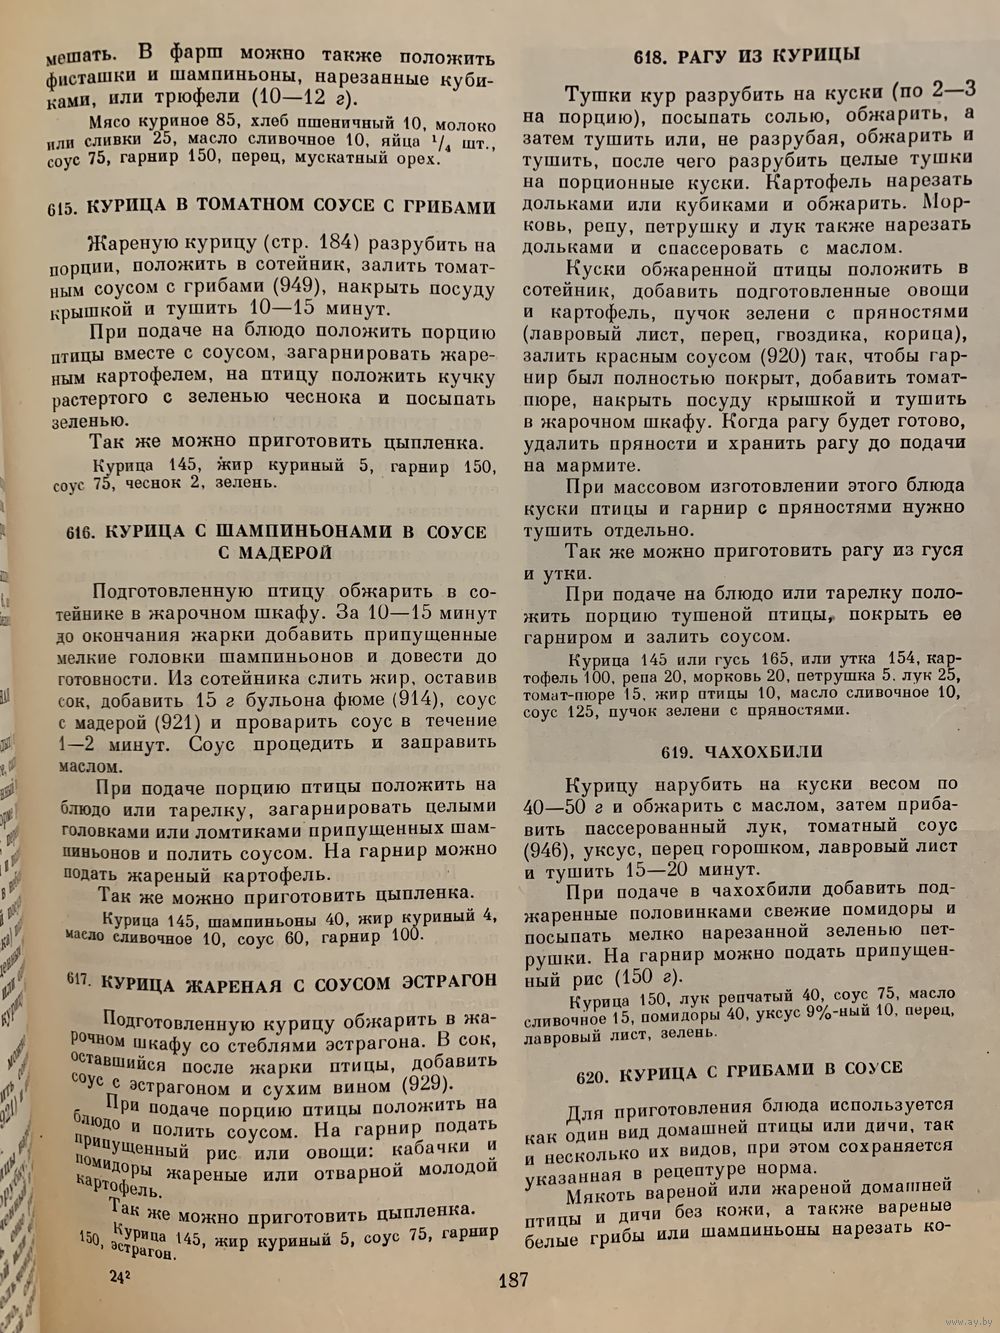 мешать. В фарш можно также положить
фисташки и шампиньоны, нарезанные куби-
ками, или трюфели (10—12 г).
Мясо куриное 85, хлеб пшеничный 10, молоко
или сливки 25, масло сливочное 10, яйца 1/4 шт.,
соус 75, гарнир 150, перец, мускатный орех.
615. КУРИЦА В ТОМАТНОМ СОУСЕ С ГРИБАМИ
Жареную курицу (стр. 184) разрубить на
порции, положить в сотейник, залить томат-
ным соусом с грибами (949), накрыть посуду
крышкой и тушить 10—15 минут.
При подаче на блюдо положить порцию
птицы вместе с соусом, загарнировать жаре-
ным картофелем, на птицу положить кучку
растертого с зеленью чеснока и посыпать
зеленью.
Так же можно приготовить цыпленка.
Курица 145, жир куриный 5, гарнир 150,
соус 75, чеснок 2, зелень.
616. КУРИЦА С ШАМПИНЬОНАМИ В СОУСЕ
С МАДЕРОЙ
Подготовленную птицу обжарить в со-
тейнике в жарочном шкафу. За 10—15 минут
до окончания жарки добавить припущенные
мелкие головки шампиньонов и довести до
готовности. Из сотейника слить жир, оставив
сок, добавить 15 г бульона фюме (914), соус
с мадерой (921) и проварить соус в течение
1—2 минут. Соус процедить и заправить
маслом.
При подаче порцию птицы положить на
блюдо или тарелку, загарнировать целыми
головками или ломтиками припущенных шам-
пиньонов и полить соусом. На гарнир можно
подать жареный картофель.
Так же можно приготовить цыпленка.
Курица 145, шампиньоны 40, жир куриный 4,
масло сливочное 10, соус 60, гарнир 100.
617. КУРИЦА ЖАРЕНАЯ С СОУСОМ ЭСТРАГОН
Подготовленную курицу обжарить в жа-
рочном шкафу со стеблями эстрагона. В сок,
оставшийся после жарки птицы, добавить
соус с эстрагоном и сухим вином (929).
При подаче порцию птицы положить на
блюдо и полить соусом. На гарнир подать
припущенный рис или овощи: кабачки и
помидоры жареные или отварной молодой
картофель.
Так же можно приготовить цыпленка.
Курица 145, жир куриный 5, соус 75, гарнир
150, эстрагон.
24²
618. РАГУ ИЗ КУРИЦЫ
Тушки кур разрубить на куски (по 2—3
на порцию), посыпать солью, обжарить, а
затем тушить или, не разрубая, обжарить и
тушить, после чего разрубить целые тушки
на порционные куски. Картофель нарезать
дольками или кубиками и обжарить. Мор-
ковь, репу, петрушку и лук также нарезать
дольками и спассеровать с маслом.
Куски обжаренной птицы положить в
сотейник, добавить подготовленные овощи
и картофель, пучок зелени с пряностями
(лавровый лист, перец, гвоздика, корица),
залить красным соусом (920) так, чтобы гар-
нир был полностью покрыт, добавить томат-
пюре, накрыть посуду крышкой и тушить
в жарочном шкафу. Когда рагу будет готово,
удалить пряности и хранить рагу до подачи
на мармите.
При массовом изготовлении этого блюда
куски птицы и гарнир с пряностями нужно
тушить отдельно.
Так же можно приготовить рагу из гуся
и утки.
При подаче на блюдо или тарелку поло-
жить порцию тушеной птицы, покрыть ее
гарниром и залить соусом.
Курица 145 или гусь 165, или утка 154, кар-
тофель 100, репа 20, морковь 20, петрушка 5, лук 25,
томат-пюре 15, жир птицы 10, масло сливочное 10,
соус 125, пучок зелени с пряностями.
619. ЧАХОХБИЛИ
Курицу нарубить на куски весом по
40—50 г и обжарить с маслом, затем приба-
вить пассерованный лук, томатный соус
(946), уксус, перец горошком, лавровый лист
и тушить 15—20 минут.
При подаче в чахохбили добавить под-
жаренные половинками свежие помидоры и
посыпать мелко нарезанной зеленью пет-
рушки. На гарнир можно подать припущен-
ный рис (150 г).
Курица 150, лук репчатый 40, соус 75, масло
сливочное 15, помидоры 40, уксус 9%-ный 10, перец,
лавровый лист, зелень.
620. КУРИЦА С ГРИБАМИ В СОУСЕ
Для приготовления блюда используется
как один вид домашней птицы или дичи, так
и несколько их видов, при этом сохраняется
указанная в рецептуре норма.
Мякоть вареной или жареной домашней
птицы и дичи без кожи, а также вареные
белые грибы или шампиньоны нарезать ко-
187
www.ay.by